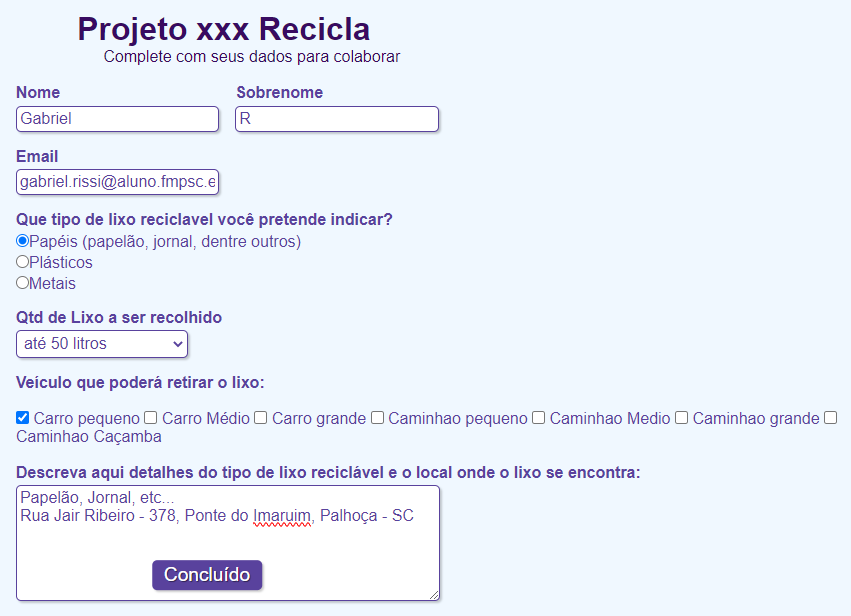 Projeto xxx Recicla
Complete com seus dados para colaborar
Nome Sobrenome
Gabriel R
Email
gabriel.rissi@aluno.fmpsc.e
Que tipo de lixo reciclavel você pretende indicar?
Papéis (papelão, jornal, dentre outros)
Plásticos
Metais
Qtd de Lixo a ser recolhido
até 50 litros
Veículo que poderá retirar o lixo:
Carro pequeno Carro Médio Carro grande Caminhao pequeno Caminhao Medio Caminhao grande
Caminhao Caçamba
Descreva aqui detalhes do tipo de lixo reciclável e o local onde o lixo se encontra:
Papelão, Jornal, etc...
Rua Jair Ribeiro - 378, Ponte do Imaruim, Palhoça - SC
Concluído